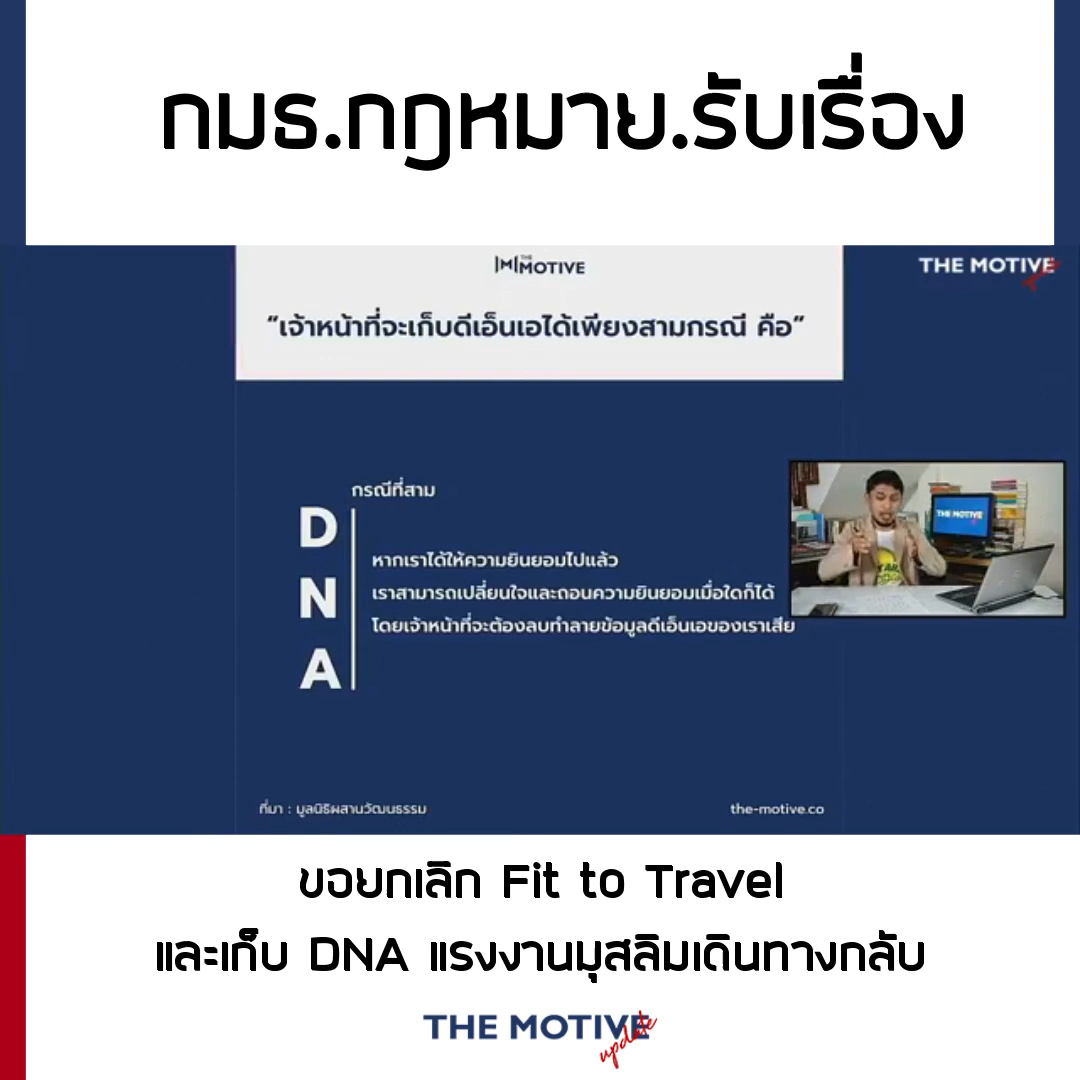 กมธ.กฎหมาย.รับเรื่อง
THE MOTIVE
THE MOTIVE
"เจ้าหน้าที่จะเก็บดีเอ็นเอได้เพียงสามกรณี คือ"
กรณีที่สาม
D
N
A
หากเราได้ให้ความยินยอมไปแล้ว
เราสามารถเปลี่ยนใจและถอนความยินยอมเมื่อใดก็ได้
โดยเจ้าหน้าที่จะต้องลบทำลายข้อมูลดีเอ็นเอของเราเสีย
THE MOTIVE
ที่มา : มูลนิธิผสานวัฒนธรรม
the-motive.co
ขอยกเลิก Fit to Travel
และเก็บ DNA แรงงานมุสลิมเดินทางกลับ
THE MOTIVE
update